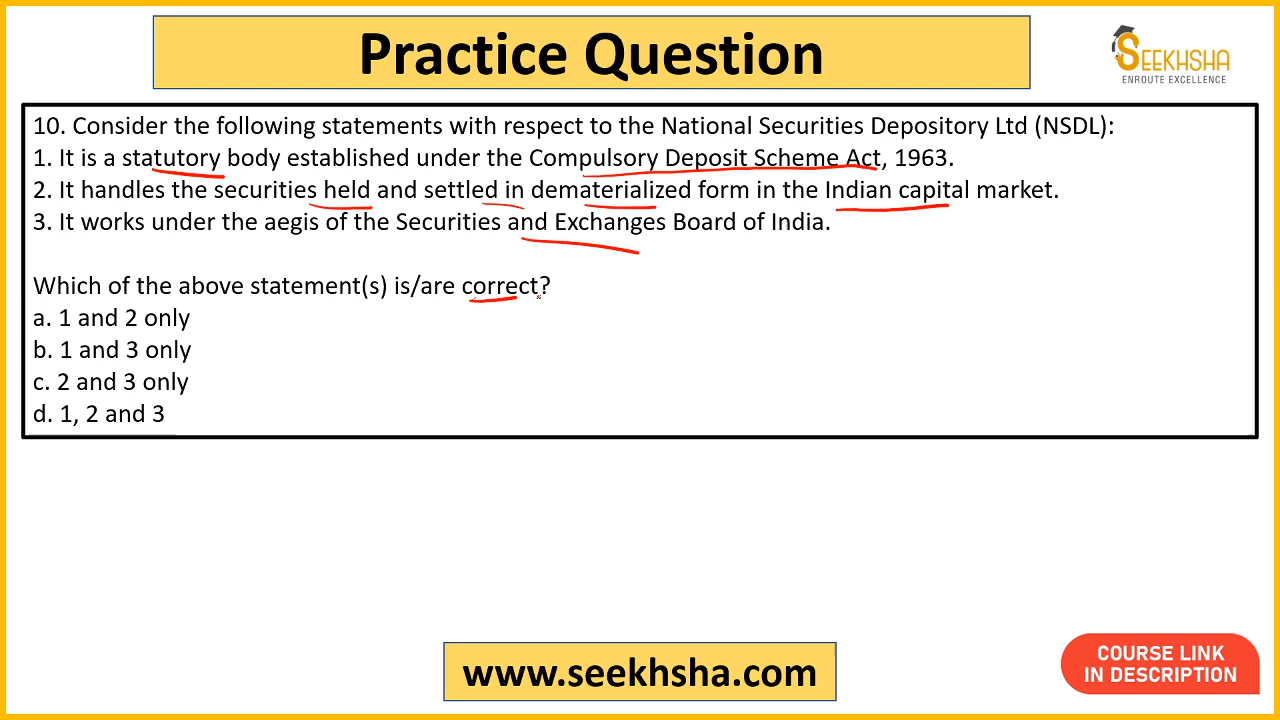 Practice Question
SEEKHSHA
ENROUTE EXCELLENCE
10. Consider the following statements with respect to the National Securities Depository Ltd (NSDL):
1. It is a statutory body established under the Compulsory Deposit Scheme Act, 1963.
2. It handles the securities held and settled in dematerialized form in the Indian capital market.
3. It works under the aegis of the Securities and Exchanges Board of India.
Which of the above statement(s) is/are correct?
a. 1 and 2 only
b. 1 and 3 only
c. 2 and 3 only
d. 1, 2 and 3
www.seekhsha.com
COURSE LINK
IN DESCRIPTION